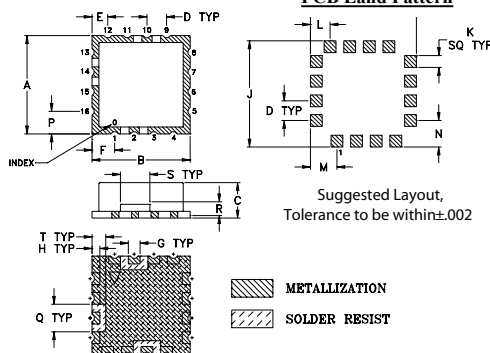 PCB Land Pattern
E
D TYP
12 11 10 9
13
14
15
16
8
7
6
5
A
P
F
0
1 2 3 4
INDEX
B
L
K
SQ TYP
J
D TYP
N
M
1
S TYP
R
C
Suggested Layout,
Tolerance to be within±.002
T TYP
H TYP
G TYP
Q TYP
METALLIZATION
SOLDER RESIST